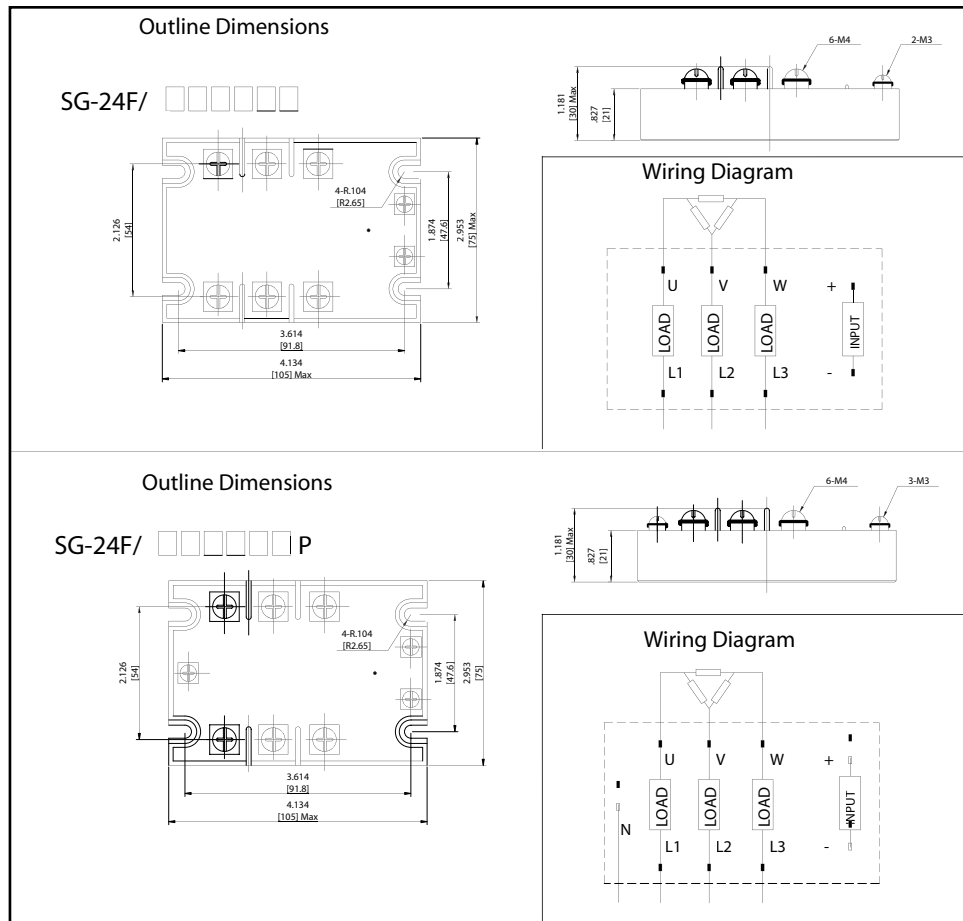 Outline Dimensions
SG-24F/
6-M4
2-M3
1.181
[30] Max
.827
[21]
4-R.104
[R2.65]
2.126
[54]
1.874
[47.6]
2.953
[75] Max
3.614
[91.8]
4.134
[105] Max
Wiring Diagram
U V W +
LOAD LOAD LOAD INPUT
L1 L2 L3 -
Outline Dimensions
SG-24F/ P
6-M4
3-M3
1.181
[30] Max
.827
[21]
4-R.104
[R2.65]
2.126
[54]
1.874
[47.6]
2.953
[75]
3.614
[91.8]
4.134
[105] Max
Wiring Diagram
U V W +
LOAD LOAD LOAD INPUT
N
L1 L2 L3 -